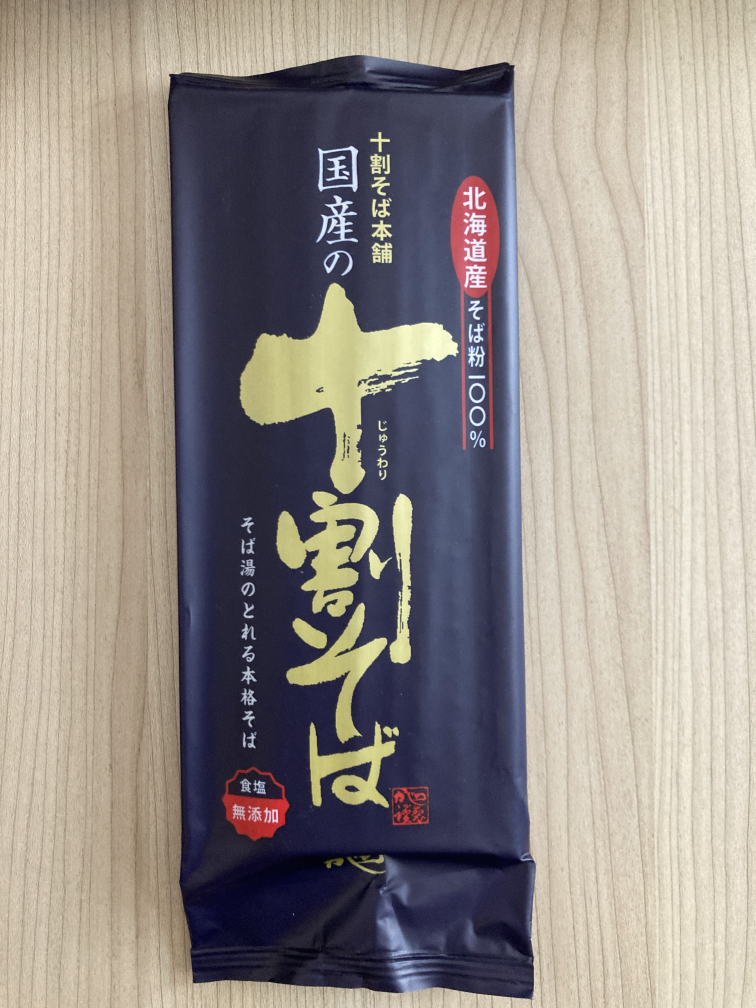 北海道産そば粉一〇〇%
十割そば本舗
国産の
十割そば
じゅうわり
そば湯のとれる本格そば
食塩
無添加